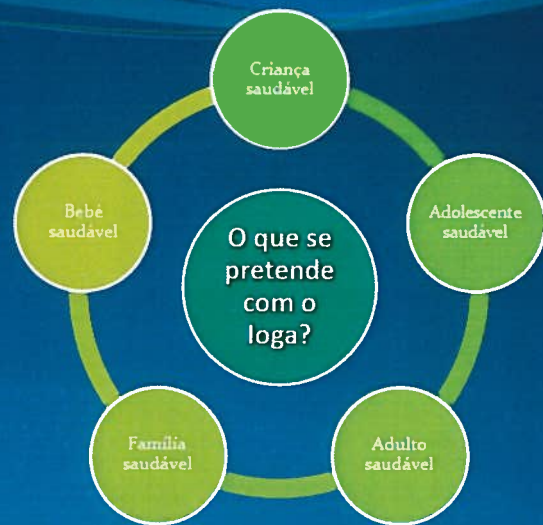 Criança
saudável
Adolescente
saudável
Adulto
saudável
Família
saudável
Bebé
saudável
O que se
pretende
com o
Ioga?